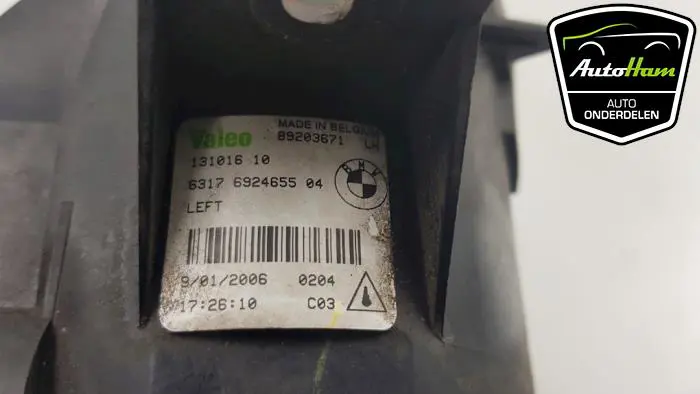 Valeo
MADE IN BELGIUM
89203671 LH
131016 10
6317 6924655 04
BMW
LEFT
9/01/2006 0204
17:26:10 C03
AutoHam
AUTO
ONDERDELEN